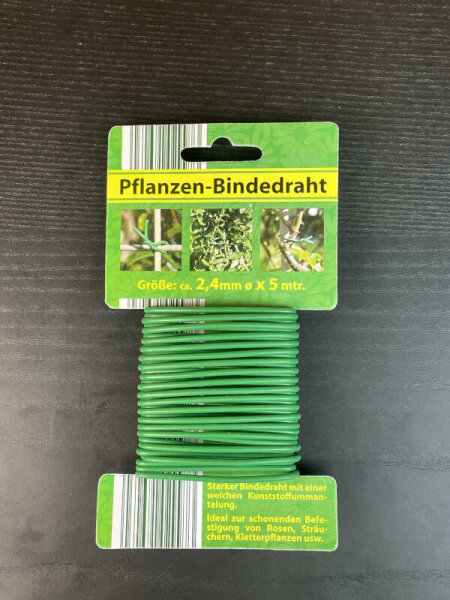 Pflanzen-Bindedraht
Größe: ca. 2,4mm ø x 5 mtr.
Starker Bindedraht mit einer
weichen Kunststoffumman-
telung.
Ideal zur schonenden Befe-
stigung von Rosen, Sträu-
chern, Kletterpflanzen usw.